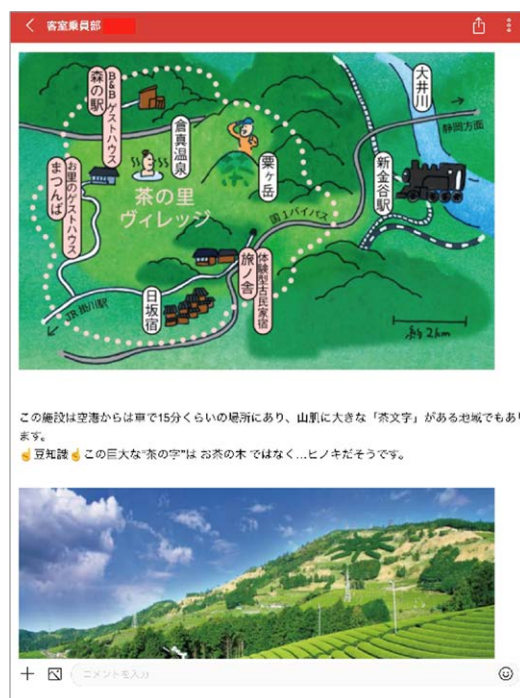 客室乗員部
森の駅
B&Bゲストハウス
倉真温泉
粟ヶ岳
大井川
静岡方面
新金谷駅
お里のゲストハウス
まつんば
茶の里
ヴィレッジ
国1バイパス
体験型古民家宿
旅ノ舎
日坂宿
JR掛川駅
約2km
この施設は空港からは車で15分くらいの場所にあり、山肌に大きな「茶文字」がある地域でもあり
ます。
☝豆知識☝この巨大な“茶の字”は お茶の木 ではなく…ヒノキだそうです。
コメントを入力